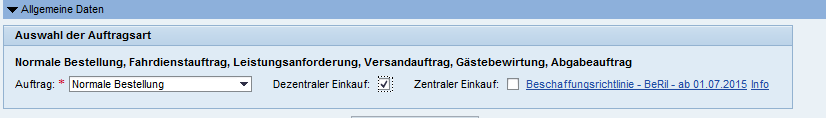 Allgemeine Daten
Auswahl der Auftragsart
Normale Bestellung, Fahrdienstauftrag, Leistungsanforderung, Versandauftrag, Gästebewirtung, Abgabeauftrag
Auftrag: * Normale Bestellung Dezentraler Einkauf: Zentraler Einkauf: Beschaffungsrichtlinie - BeRil - ab 01.07.2015 Info